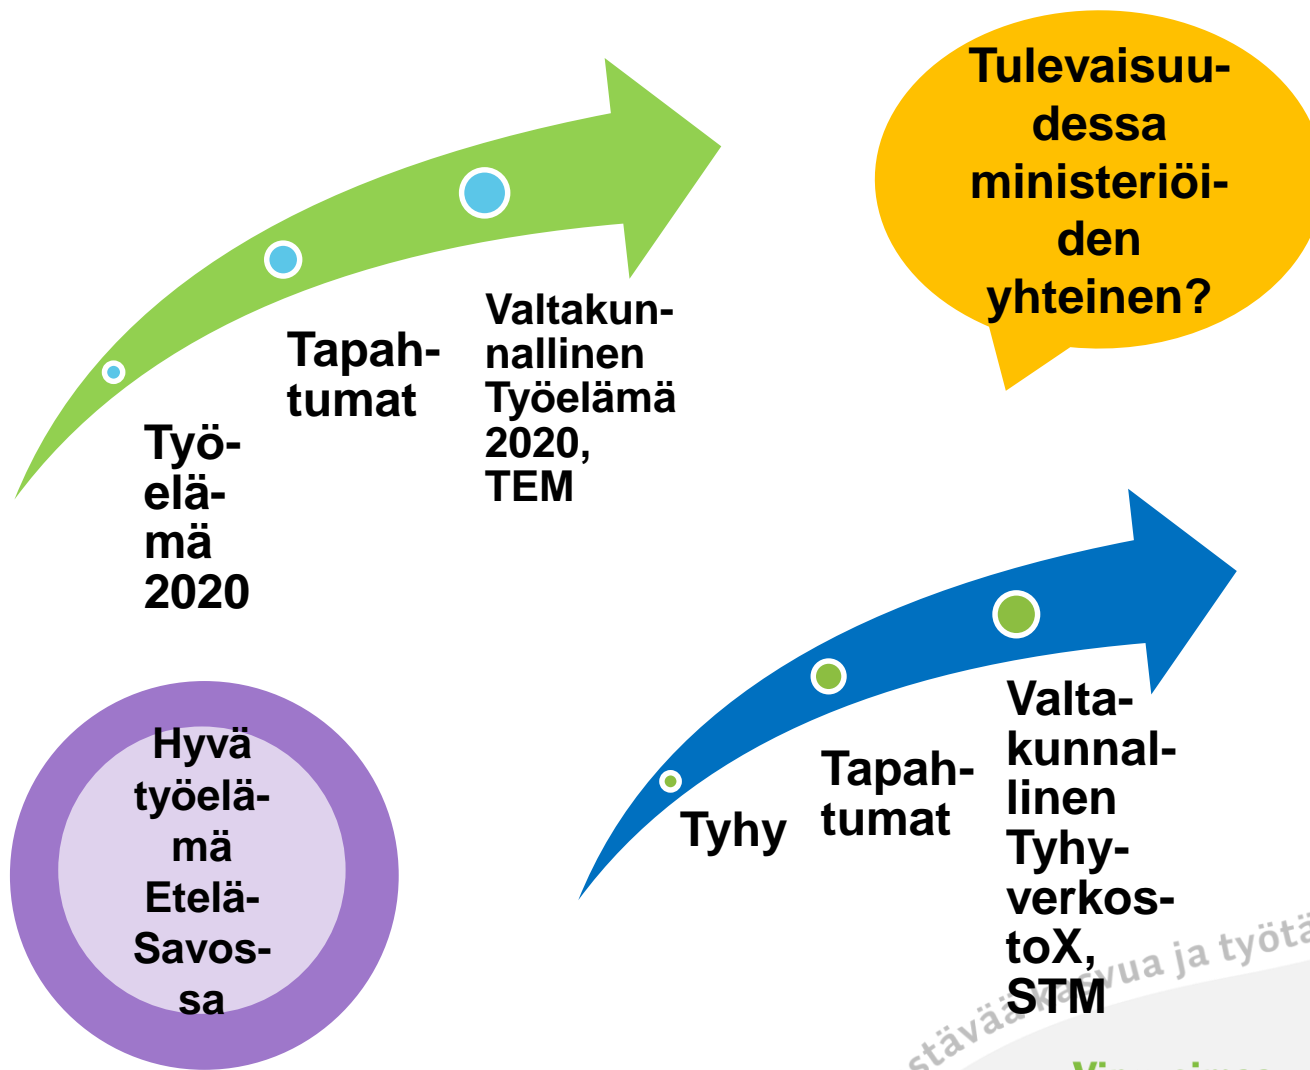 Tulevaisuu-
dessa
ministeriöi-
den
yhteinen?
Työ-
elä-
mä
2020
Tapah-
tumat
Valtakun-
nallinen
Työelämä
2020,
TEM
Hyvä
työelä-
mä
Etelä-
Savos-
sa
Tyhy
Tapah-
tumat
Valta-
kunnal-
linen
Tyhy-
verkos-
toX,
STM
kasvua ja työtä